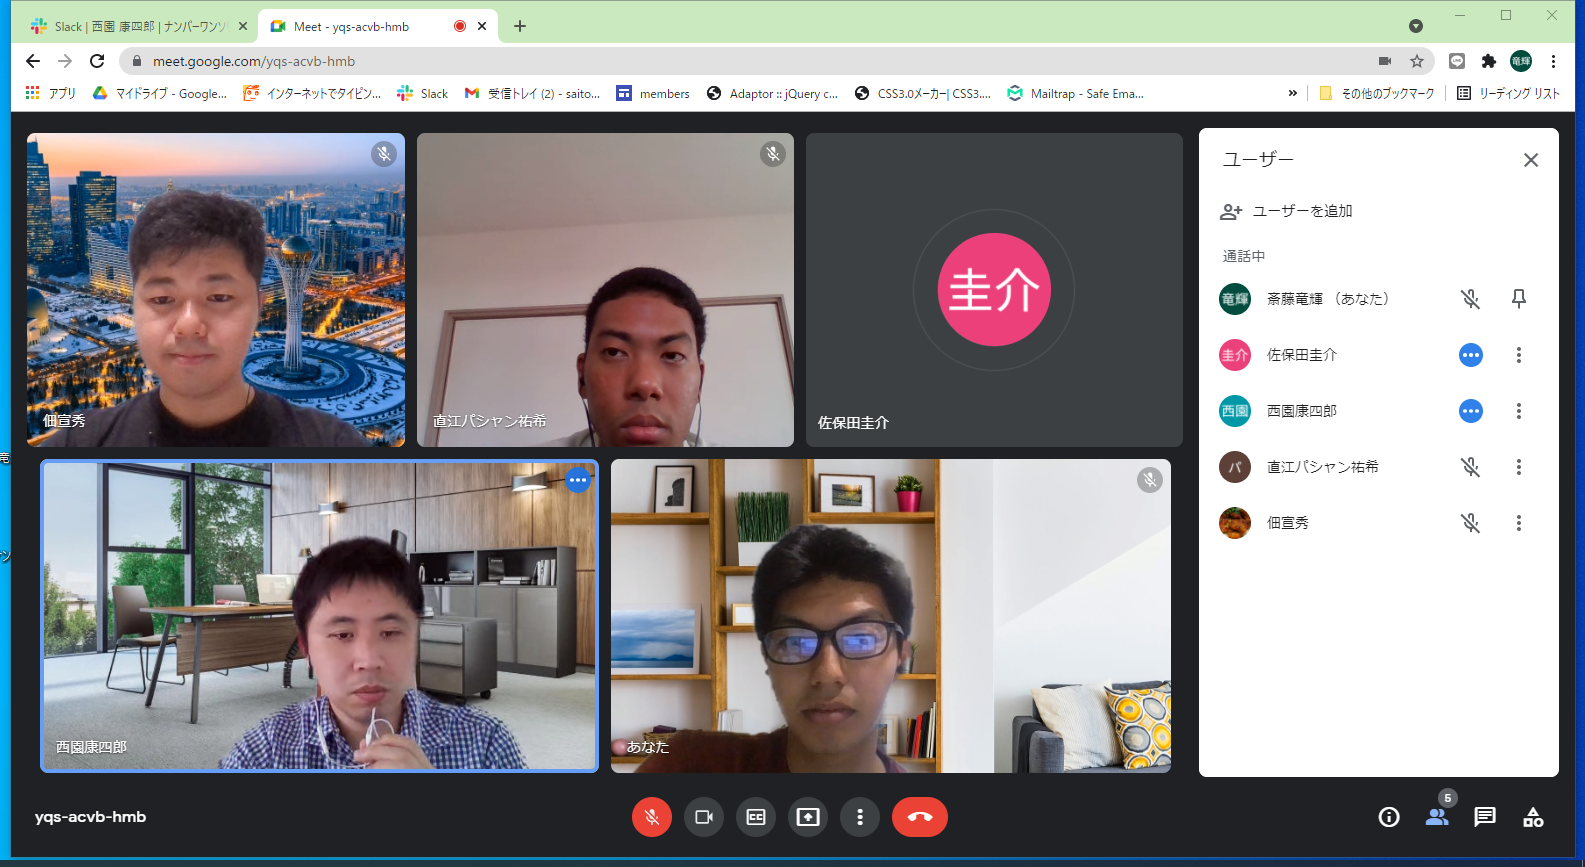 Slack | 西園 康四郎 | ナンバーワンソ
Meet - yqs-acvb-hmb
meet.google.com/yqs-acvb-hmb
竜輝
アプリ
マイドライブ - Google...
インターネットでタイピン...
Slack
受信トレイ (2) - saito...
members
Adaptor :: jQuery c...
CSS3.0メーカー| CSS3....
Mailtrap - Safe Ema...
»
その他のブックマーク
リーディング リスト
佃宣秀
直江パシャン祐希
圭介
佐保田圭介
西園康四郎
あなた
ユーザー
ユーザーを追加
通話中
竜輝
斎藤竜輝 (あなた)
圭介
佐保田圭介
西園
西園康四郎
パ
直江パシャン祐希
佃宣秀
竜
yqs-acvb-hmb
5